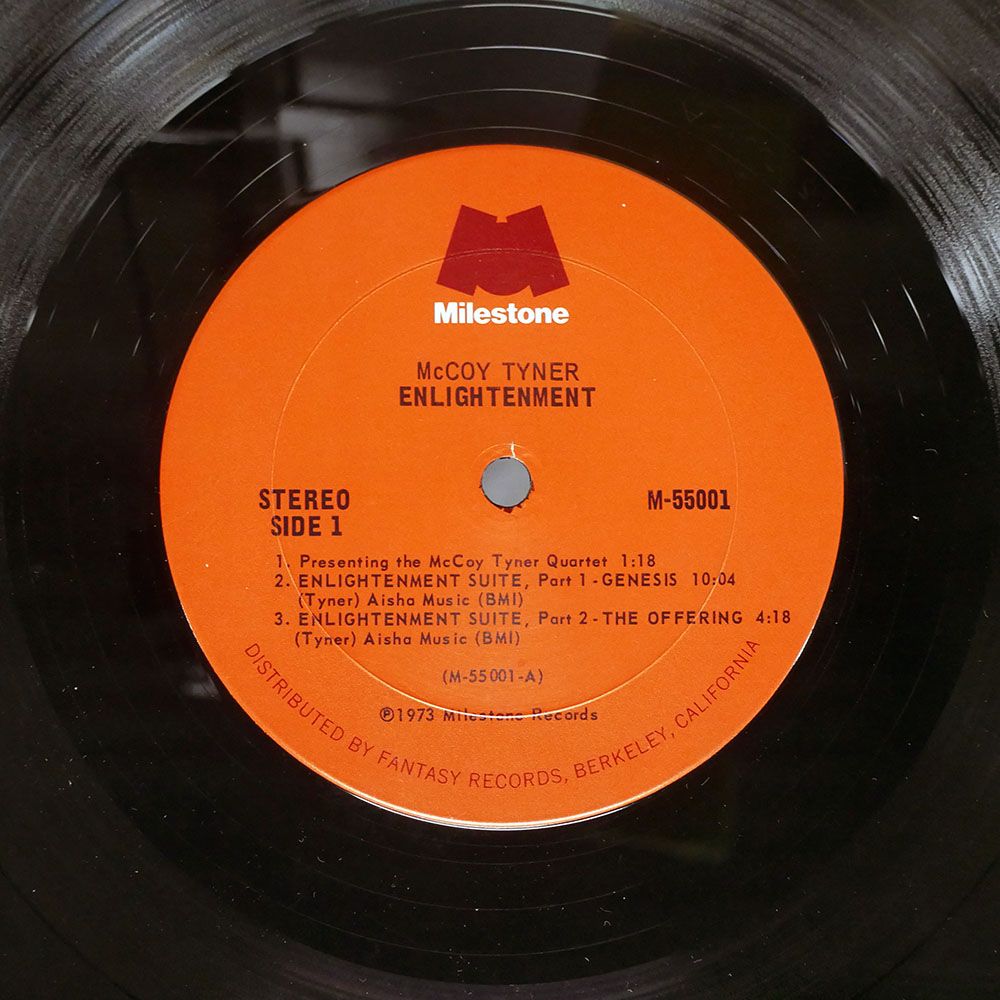 Milestone
McCOY TYNER
ENLIGHTENMENT
STEREO
SIDE 1
M-55001
1. Presenting the McCoy Tyner Quartet 1:18
2. ENLIGHTENMENT SUITE, Part 1 - GENESIS 10:04
(Tyner) Aisha Music (BMI)
3. ENLIGHTENMENT SUITE, Part 2 - THE OFFERING 4:18
(Tyner) Aisha Music (BMI)
(M-55001-A)
℗1973 Milestone Records
DISTRIBUTED BY FANTASY RECORDS, BERKELEY, CALIFORNIA